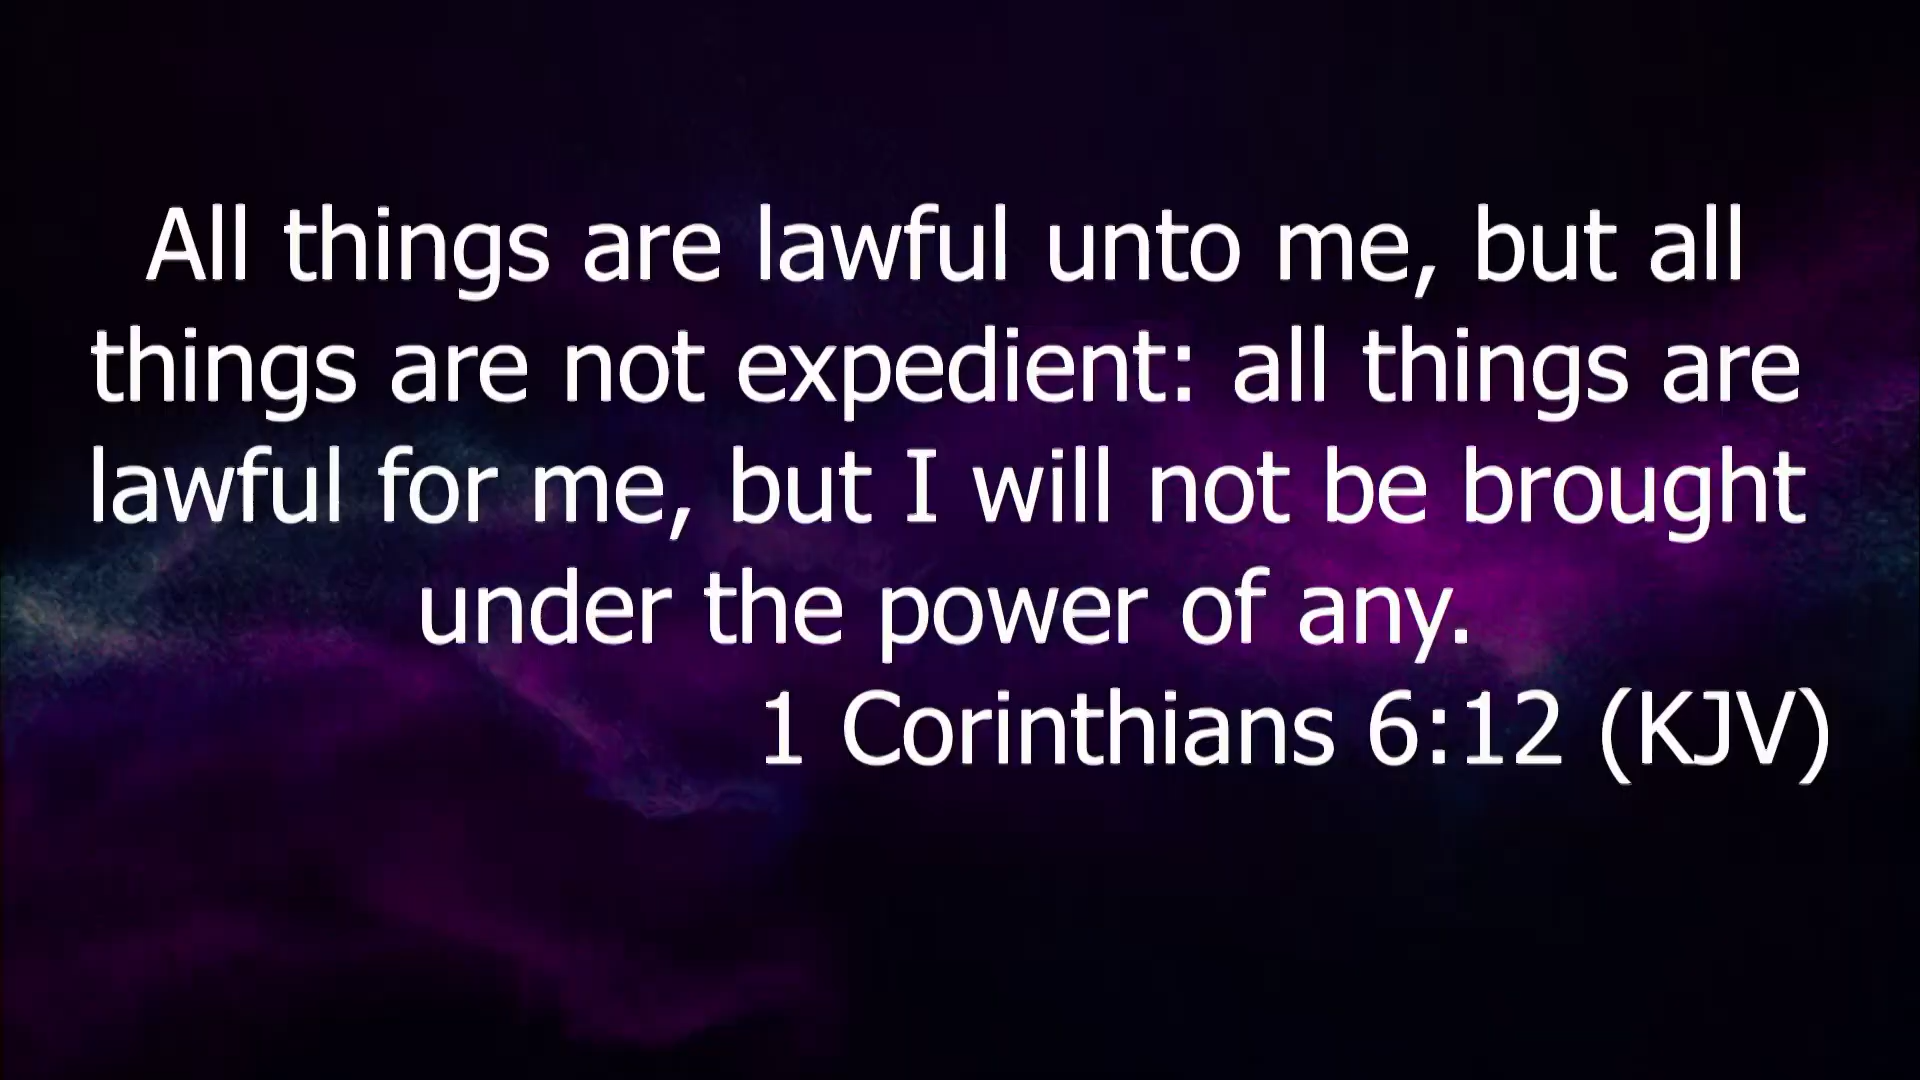 All things are lawful unto me, but all
things are not expedient: all things are
lawful for me, but I will not be brought
under the power of any.
1 Corinthians 6:12 (KJV)